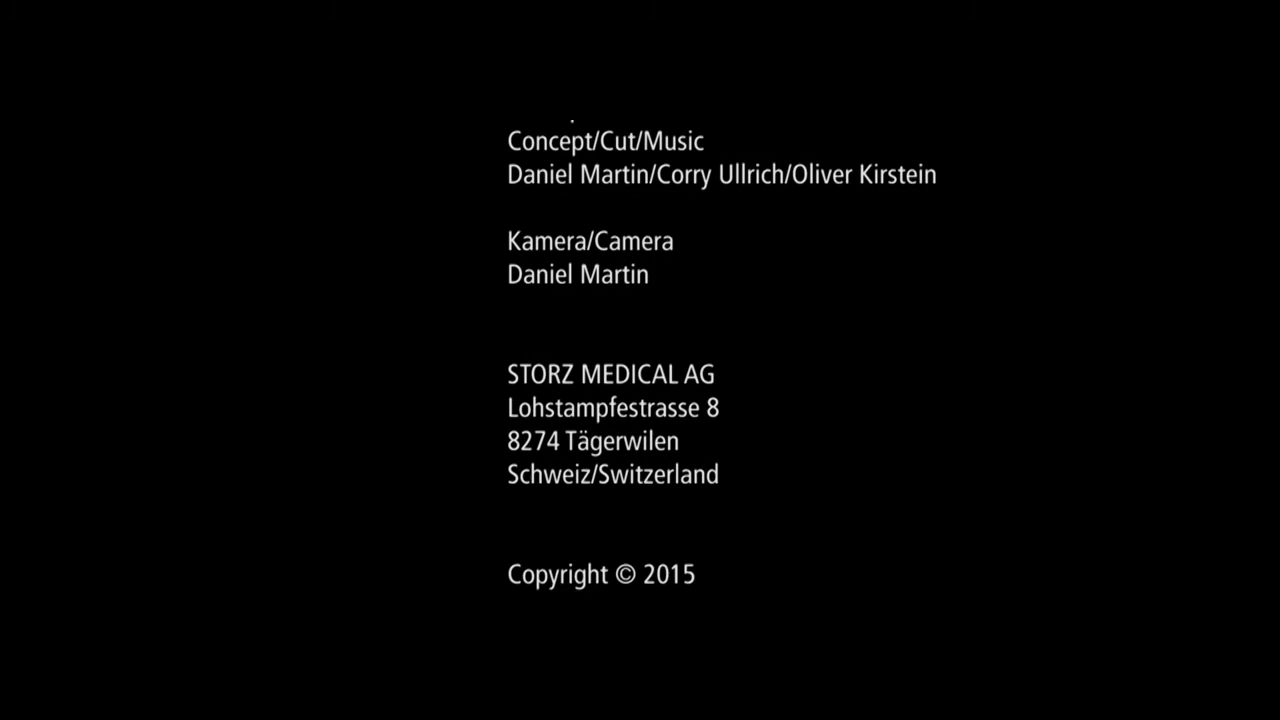 Concept/Cut/Music
Daniel Martin/Corry Ullrich/Oliver Kirstein
Kamera/Camera
Daniel Martin
STORZ MEDICAL AG
Lohstampfestrasse 8
8274 Tägerwilen
Schweiz/Switzerland
Copyright © 2015